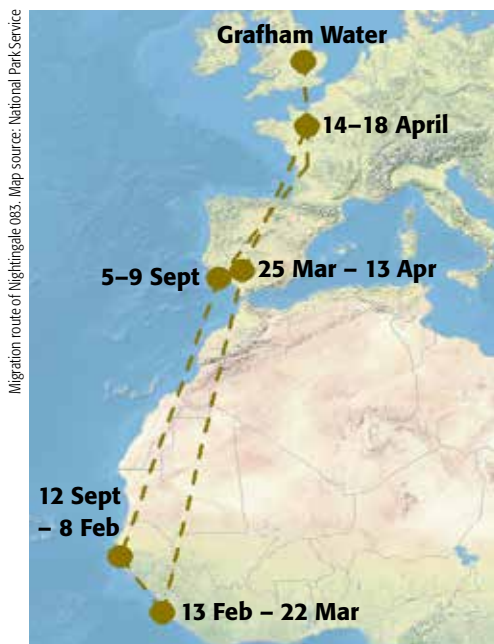 Migration route of Nightingale 083. Map source: National Park Service
Grafham Water
14–18 April
5–9 Sept
25 Mar – 13 Apr
12 Sept
– 8 Feb
13 Feb – 22 Mar